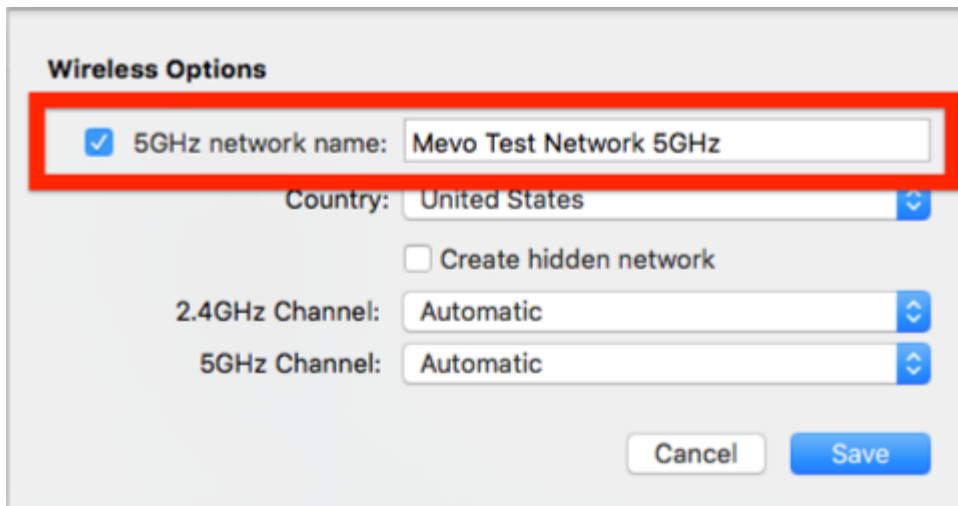 Wireless Options
5GHz network name: Mevo Test Network 5GHz
Country: United States
Create hidden network
2.4GHz Channel: Automatic
5GHz Channel: Automatic
Cancel Save